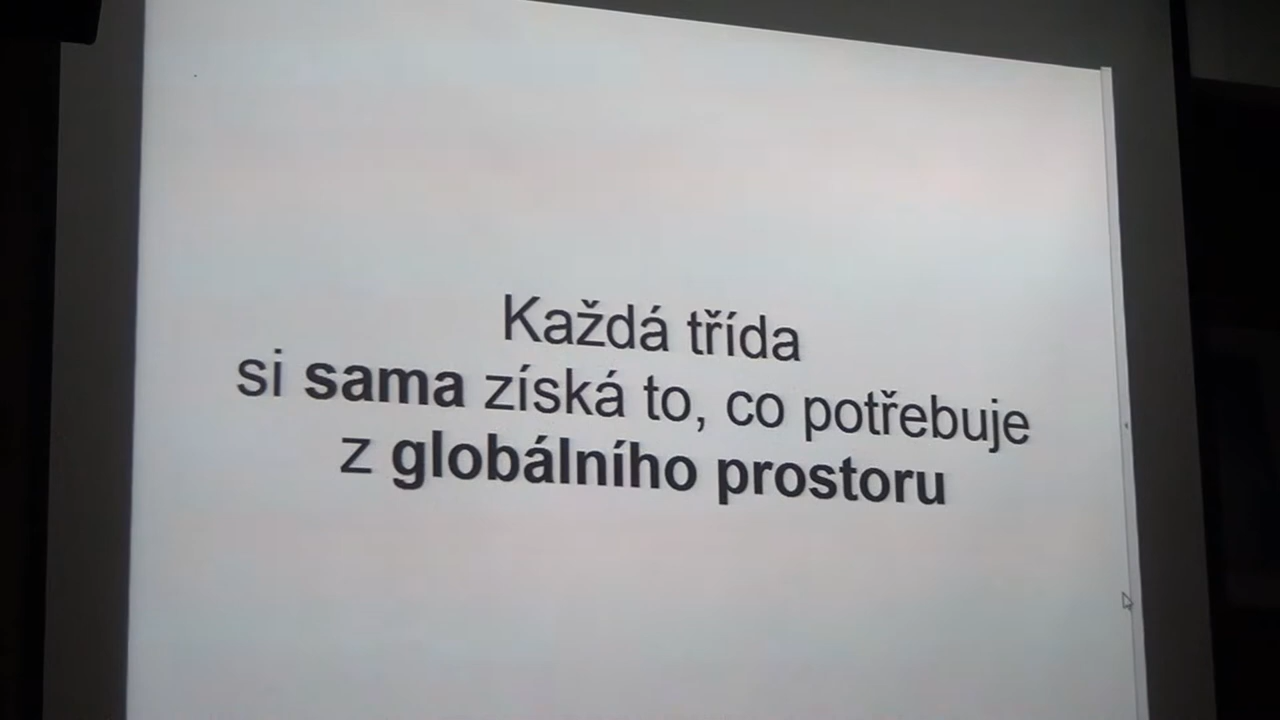 Každá třída
si sama získá to, co potřebuje
z globálního prostoru